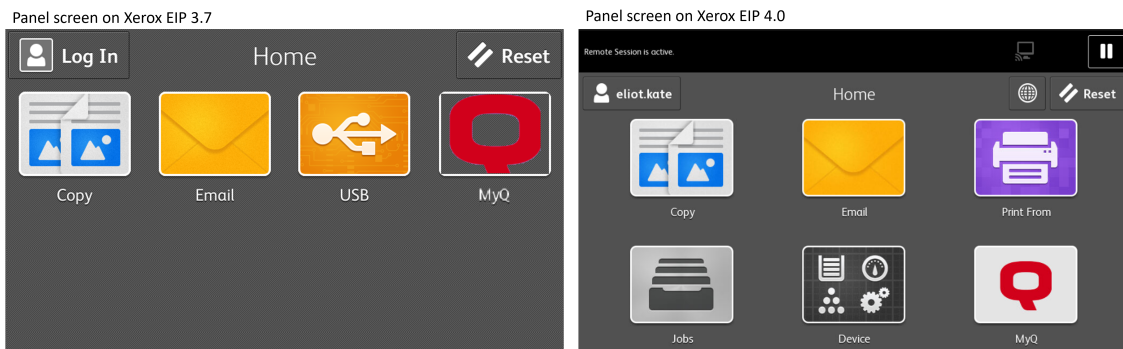 Panel screen on Xerox EIP 3.7
Log In
Home
Reset
Copy
Email
USB
MyQ
Panel screen on Xerox EIP 4.0
Remote Session is active.
eliot.kate
Home
Reset
Copy
Email
Print From
Jobs
Device
MyQ